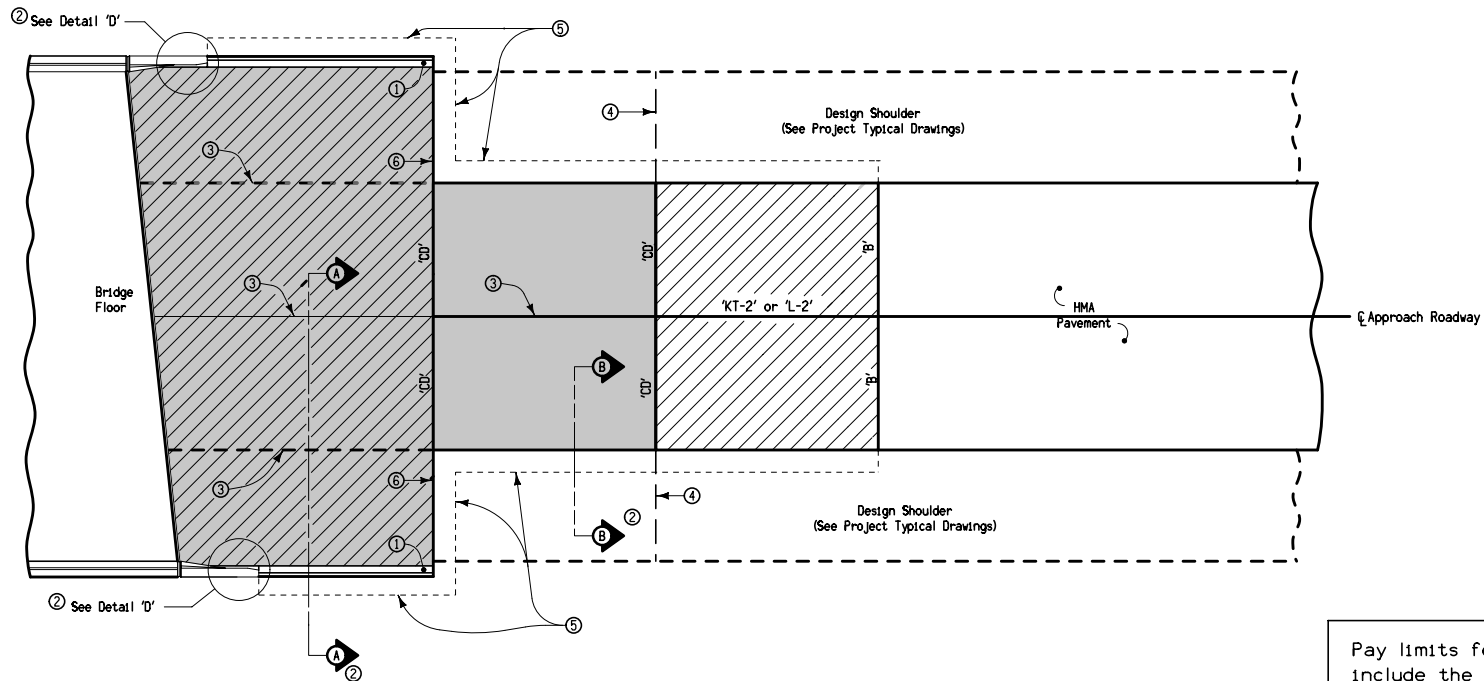 ② See Detail 'D'
⑤
①
④
Design Shoulder
(See Project Typical Drawings)
③
⑥
'CD'
'CD'
'B'
A
③
③
Bridge
Floor
'KT-2' or 'L-2'
HMA
Pavement
℄ Approach Roadway
B
'CD'
'CD'
'B'
③
⑥
④
Design Shoulder
(See Project Typical Drawings)
B ②
①
② See Detail 'D'
⑤
A
②
Pay limits fo
include the